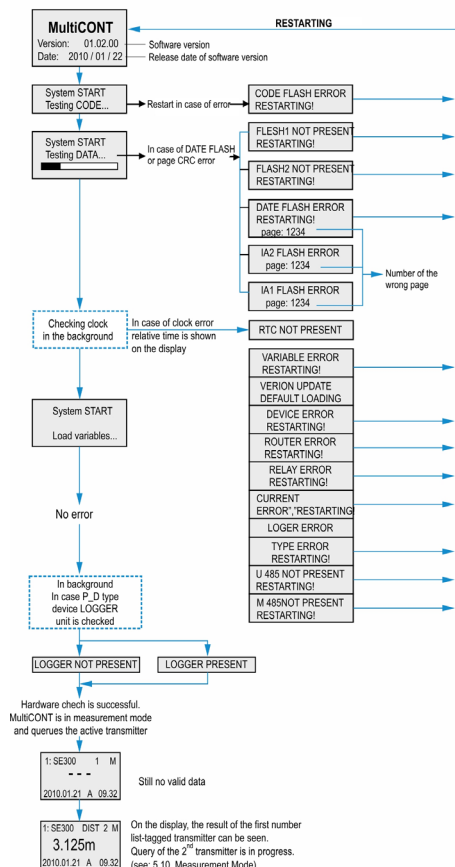 RESTARTING
MultiCONT
Version: 01.02.00
Software version
Date: 2010 / 01 / 22
Release date of software version
System START
Testing CODE...
Restart in case of error
CODE FLASH ERROR
RESTARTING!
System START
Testing DATA...
In case of DATE FLASH
or page CRC error
FLESH1 NOT PRESENT
RESTARTING!
FLASH2 NOT PRESENT
RESTARTING!
DATE FLASH ERROR
RESTARTING!
page: 1234
IA2 FLASH ERROR
page: 1234
IA1 FLASH ERROR
page: 1234
Number of the
wrong page
Checking clock
in the background
In case of clock error
relative time is shown
on the display
RTC NOT PRESENT
System START
Load variables...
VARIABLE ERROR
RESTARTING!
VERION UPDATE
DEFAULT LOADING
DEVICE ERROR
RESTARTING!
ROUTER ERROR
RESTARTING!
RELAY ERROR
RESTARTING!
CURRENT
ERROR","RESTARTING!
LOGER ERROR
TYPE ERROR
RESTARTING!
U 485 NOT PRESENT
RESTARTING!
M 485NOT PRESENT
RESTARTING!
No error
In background
In case P_D type
device LOGGER
unit is checked
LOGGER NOT PRESENT
LOGGER PRESENT
Hardware chech is successful.
MultiCONT is in measurement mode
and querues the active transmitter
1: SE300 1 M
- - -
2010.01.21 A 09.32
Still no valid data
1: SE300 DIST 2 M
3.125m
2010.01.21 A 09.32
On the display, the result of the first number
list-tagged transmitter can be seen.
Query of the 2nd transmitter is in progress.
(see: 5.10. Measurement Mode)